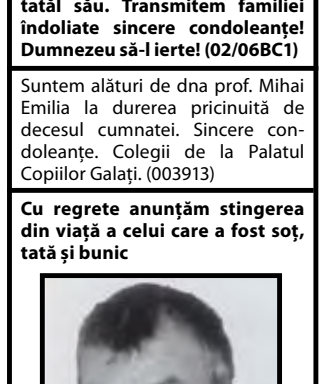 tatăl său. Transmitem familiei
îndoliate sincere condoleanțe!
Dumnezeu să-l ierte! (02/06BC1)
Suntem alături de dna prof. Mihai
Emilia la durerea pricinuită de
decesul cumnatei. Sincere con-
doleanțe. Colegii de la Palatul
Copiilor Galați. (003913)
Cu regrete anunțăm stingerea
din viață a celui care a fost soț,
tată și bunic